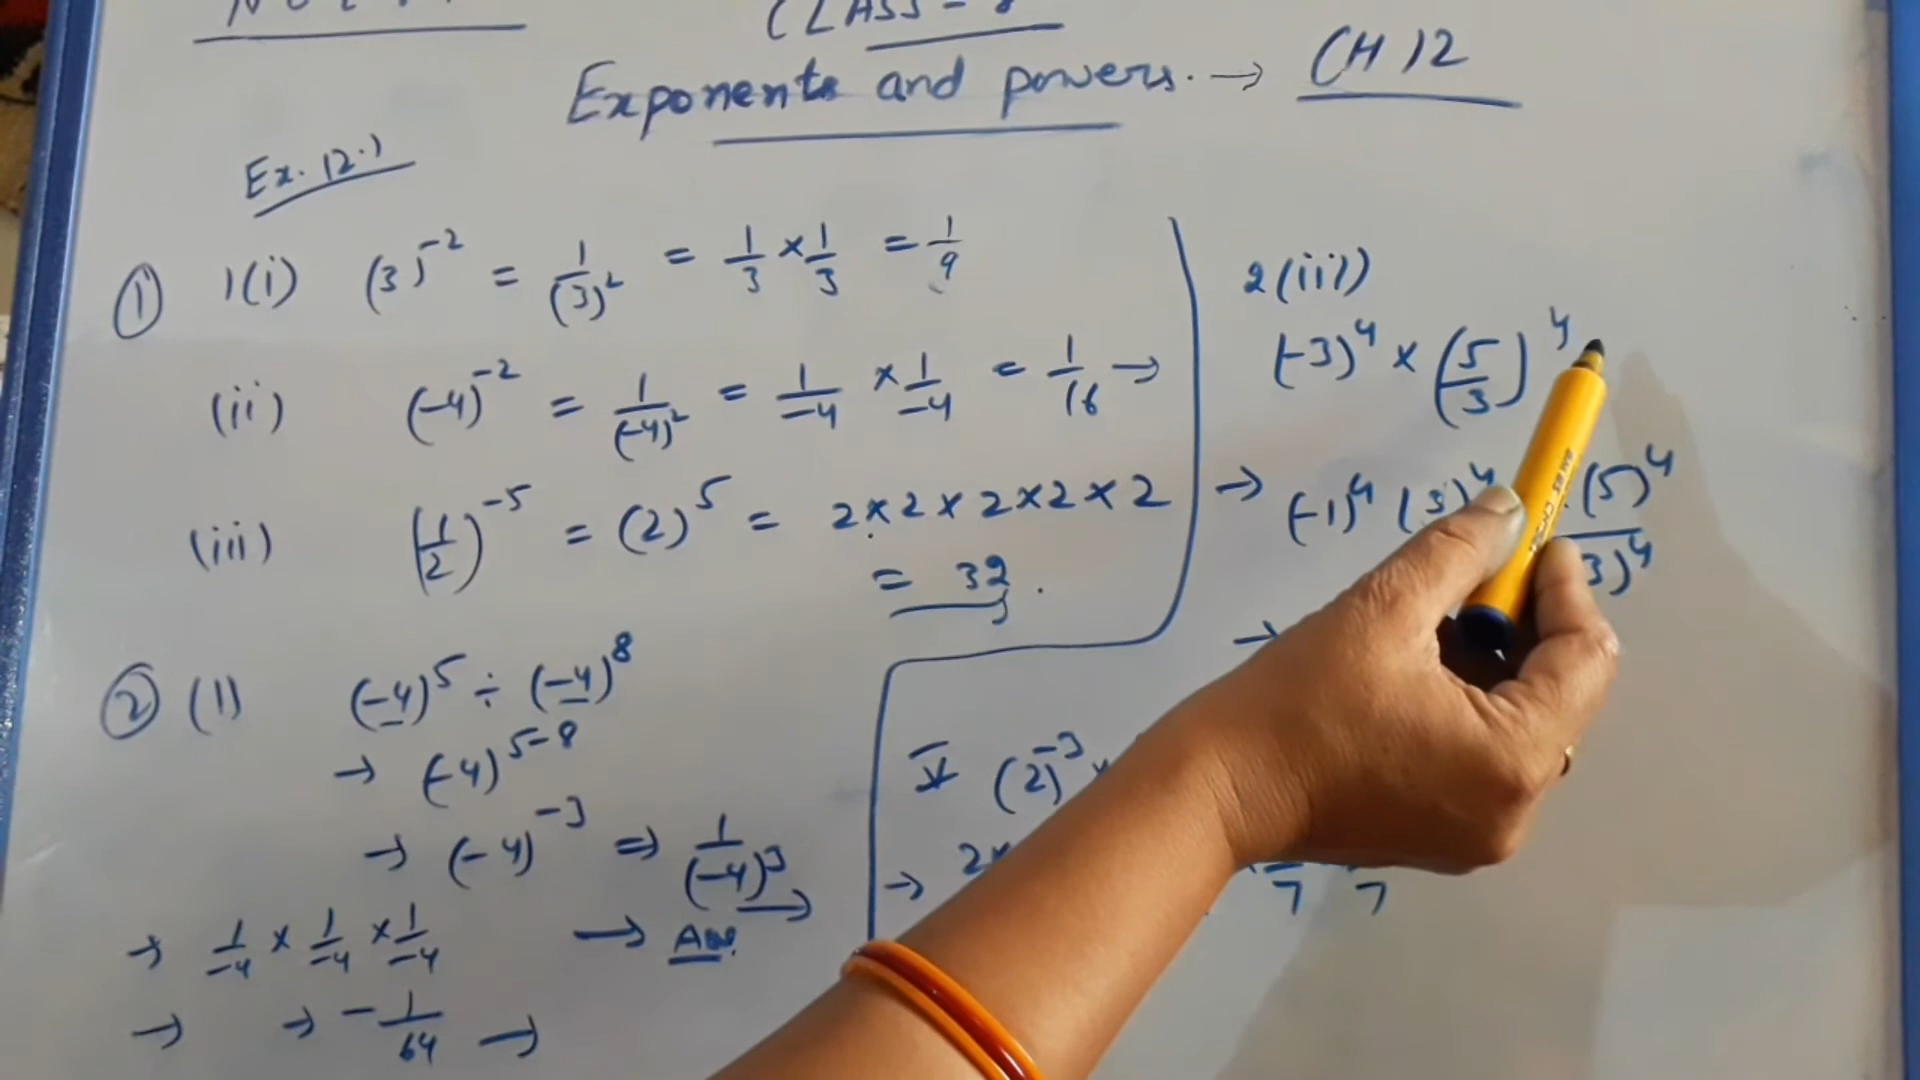 CLASS - 8
Exponents and powers. → CH 12
Ex. 12.1
① 1(i) (3)⁻² = 1/(3)² = 1/3 × 1/3 = 1/9
(ii) (-4)⁻² = 1/(-4)² = 1/-4 × 1/-4 = 1/16 →
(iii) (1/2)⁻⁵ = (2)⁵ = 2×2×2×2×2
= 32.
② (1) (-4)⁵ ÷ (-4)⁸
→ (-4)⁵⁻⁸
→ (-4)⁻³ ⇒ 1/(-4)³
→ 1/-4 × 1/-4 × 1/-4 → Ans.
→ → -1/64 →
2(iii)
(-3)⁴ × (5/3)⁴
→ (-1)⁴ (3)⁴ (5)⁴/3)⁴
→
V (2)⁻³ ×
→ 2× 7 7